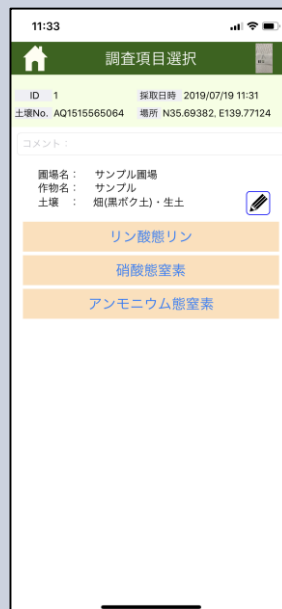 11:33
調査項目選択
ID 1 採取日時 2019/07/19 11:31
土壌No. AQ1515565064 場所 N35.69382, E139.77124
コメント：
圃場名： サンプル圃場
作物名： サンプル
土壌 ： 畑(黒ボク土)・生土
リン酸態リン
硝酸態窒素
アンモニウム態窒素